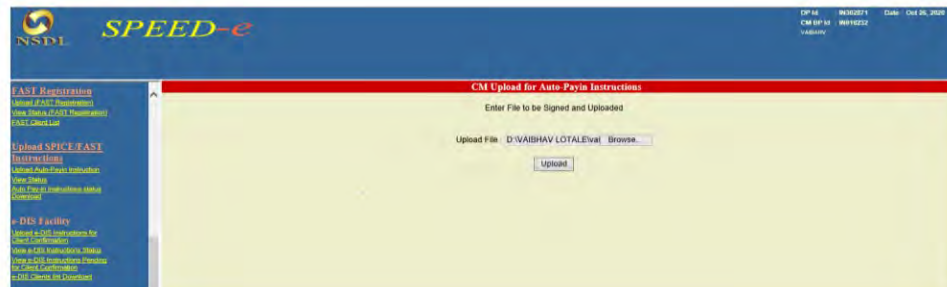 NSDL
SPEED-e
DP Id : IN302871 Date : Oct 26, 2020
CM BP Id :
VAIBHAV
FAST Registration
Upload (FAST Registration)
View Status (FAST Registration)
FAST Client List
Upload SPICE/FAST
Instructions
Upload Auto-Payin Instruction
View Status
Auto Pay-in Instructions status
Download
e-DIS Facility
Upload e-DIS Instructions for
Client Confirmation
View e-DIS Instructions Status
View e-DIS Instructions Pending
for Client Confirmation
e-DIS Clients list Download
CM Upload for Auto-Payin Instructions
Enter File to be Signed and Uploaded
Upload File : D:\VAIBHAV LOTALE\vai Browse...
Upload